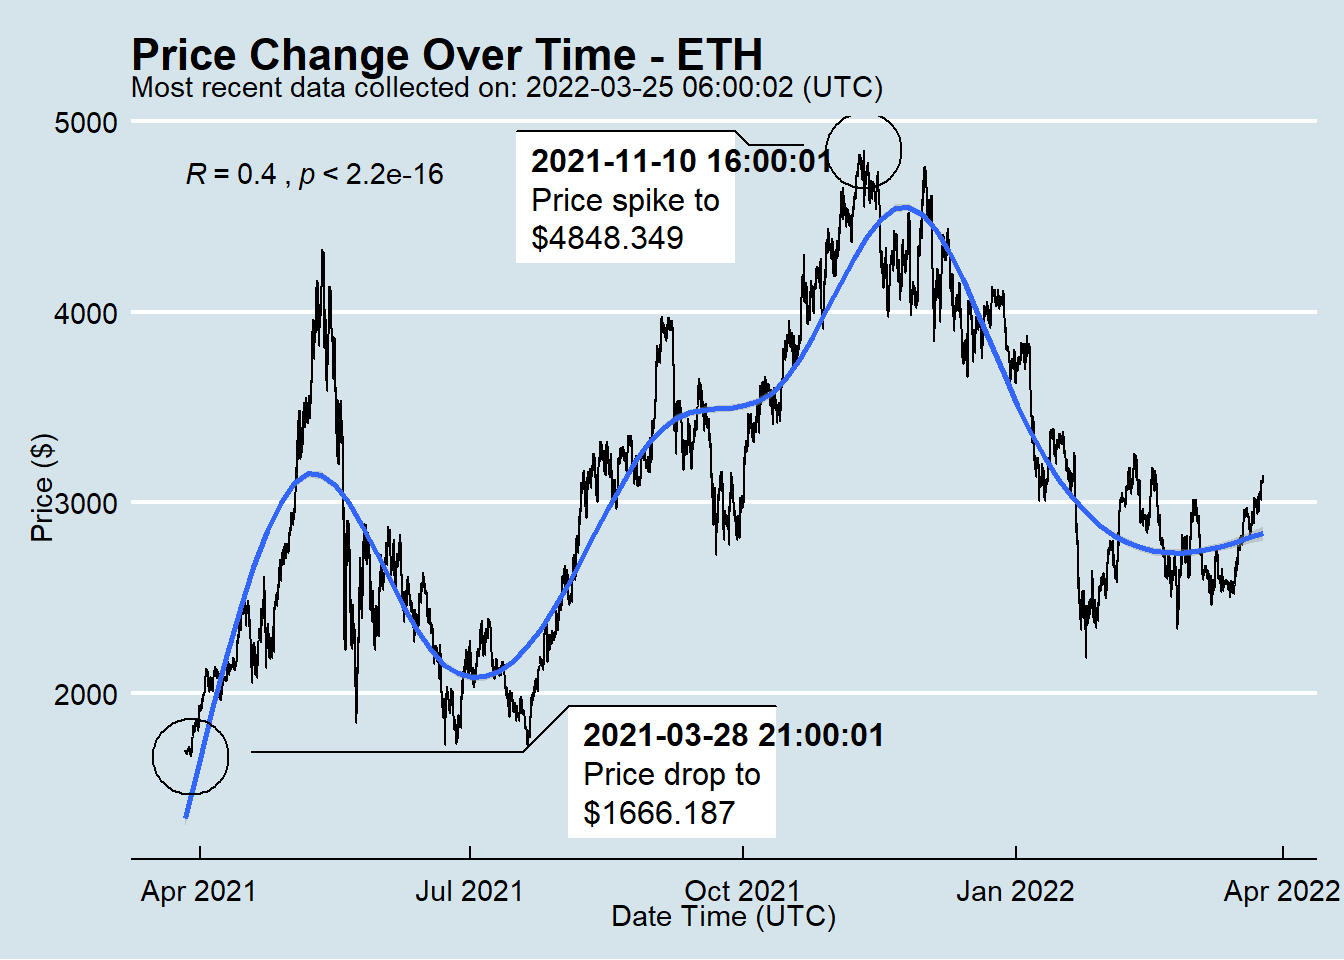 Price Change Over Time - ETH
Most recent data collected on: 2022-03-25 06:00:02 (UTC)
5000
4000
3000
2000
Price ($)
R = 0.4 , p < 2.2e-16
2021-11-10 16:00:01
Price spike to
$4848.349
2021-03-28 21:00:01
Price drop to
$1666.187
Apr 2021
Jul 2021
Oct 2021
Jan 2022
Apr 2022
Date Time (UTC)